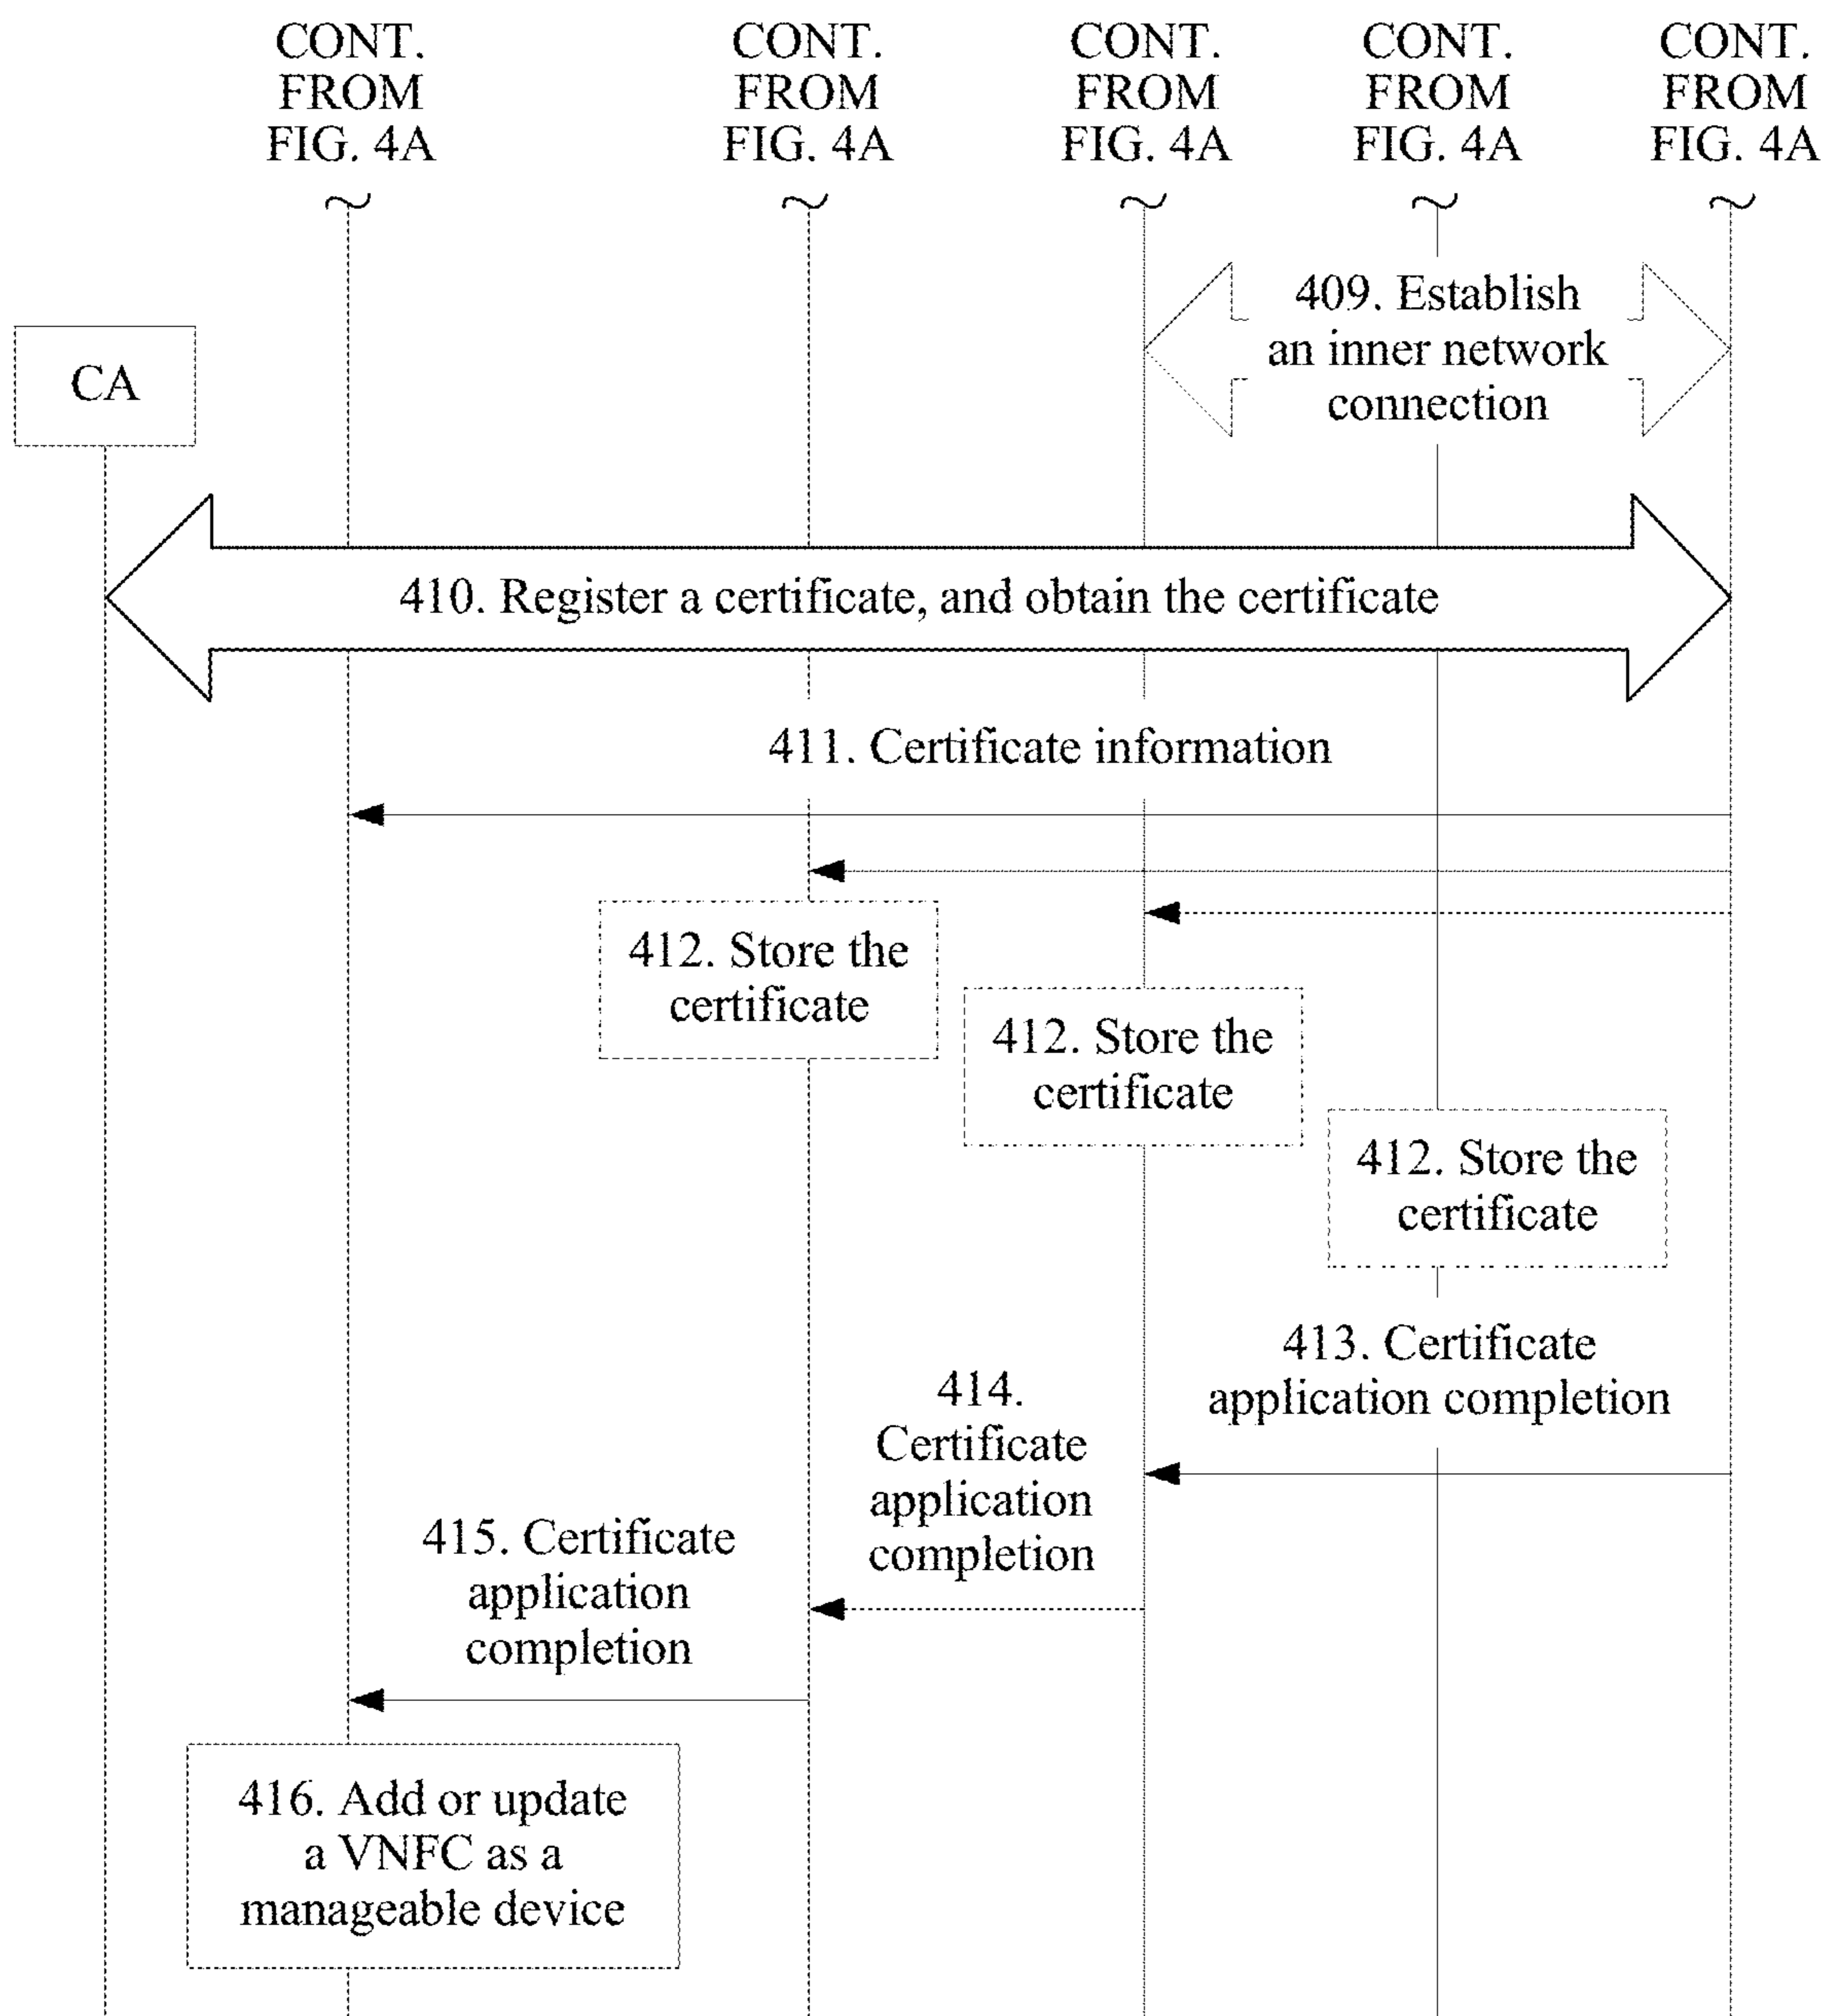 CONT.
FROM
FIG. 4A
CONT.
FROM
FIG. 4A
CONT.
FROM
FIG. 4A
CONT.
FROM
FIG. 4A
CONT.
FROM
FIG. 4A
409. Establish
an inner network
connection
CA
410. Register a certificate, and obtain the certificate
411. Certificate information
412. Store the
certificate
412. Store the
certificate
412. Store the
certificate
413. Certificate
application completion
414.
Certificate
application
completion
415. Certificate
application
completion
416. Add or update
a VNFC as a
manageable device